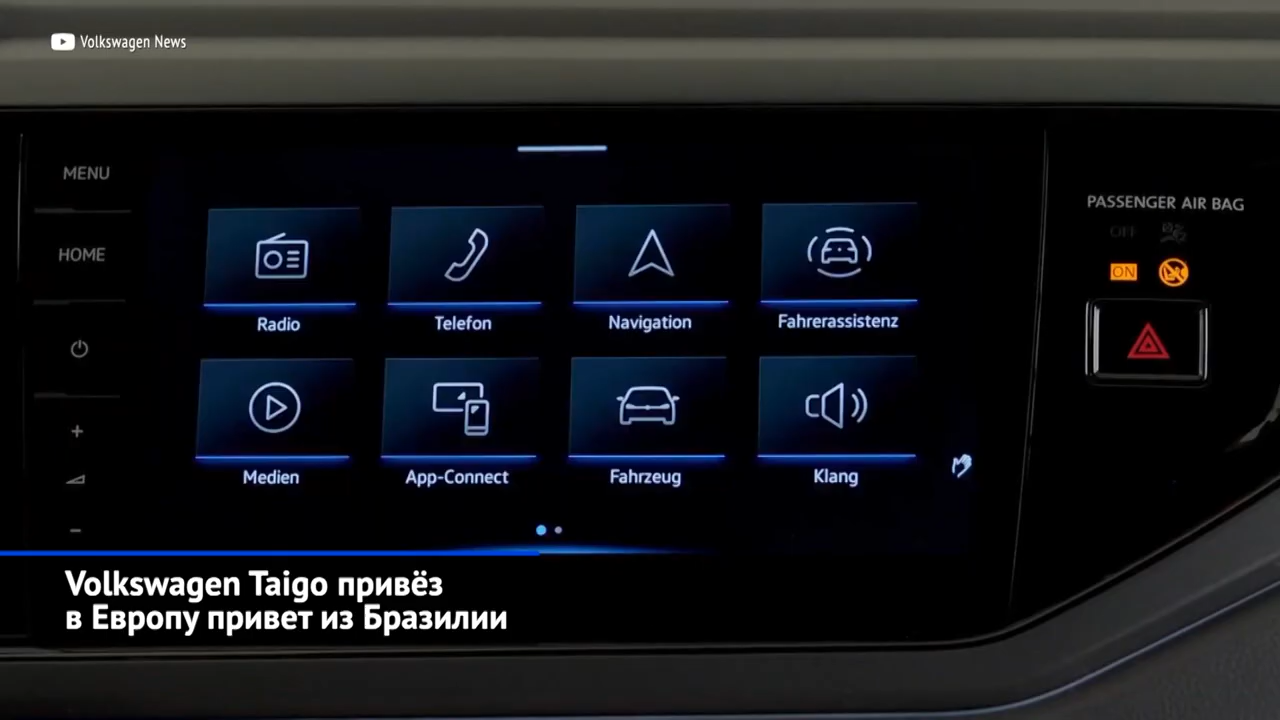 Volkswagen News
MENU
HOME
+
−
Radio
Telefon
Navigation
Fahrerassistenz
Medien
App-Connect
Fahrzeug
Klang
PASSENGER AIR BAG
OFF
ON
Volkswagen Taigo привёз
в Европу привет из Бразилии